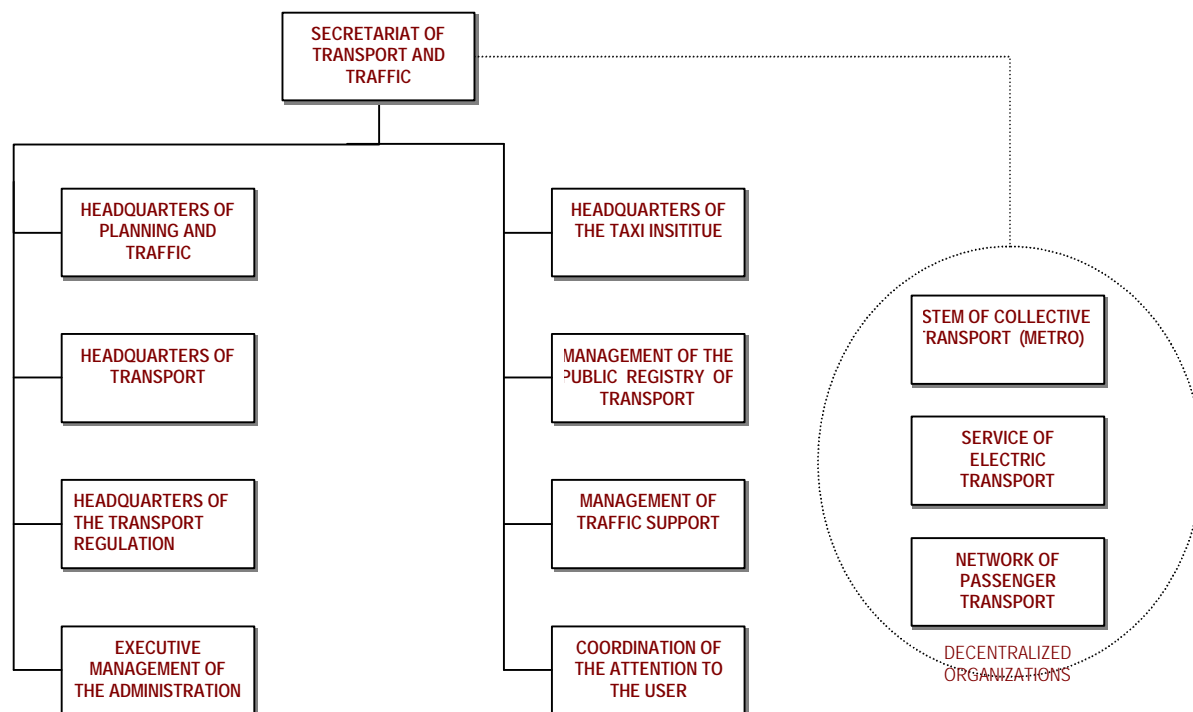 SECRETARIAT OF
TRANSPORT AND
TRAFFIC
HEADQUARTERS OF
PLANNING AND
TRAFFIC
HEADQUARTERS OF
TRANSPORT
HEADQUARTERS OF
THE TRANSPORT
REGULATION
EXECUTIVE
MANAGEMENT OF
THE ADMINISTRATION
HEADQUARTERS OF
THE TAXI INSITITUE
MANAGEMENT OF THE
PUBLIC REGISTRY OF
TRANSPORT
MANAGEMENT OF
TRAFFIC SUPPORT
COORDINATION OF
THE ATTENTION TO
THE USER
STEM OF COLLECTIVE
TRANSPORT (METRO)
SERVICE OF
ELECTRIC
TRANSPORT
NETWORK OF
PASSENGER
TRANSPORT
DECENTRALIZED
ORGANIZATIONS